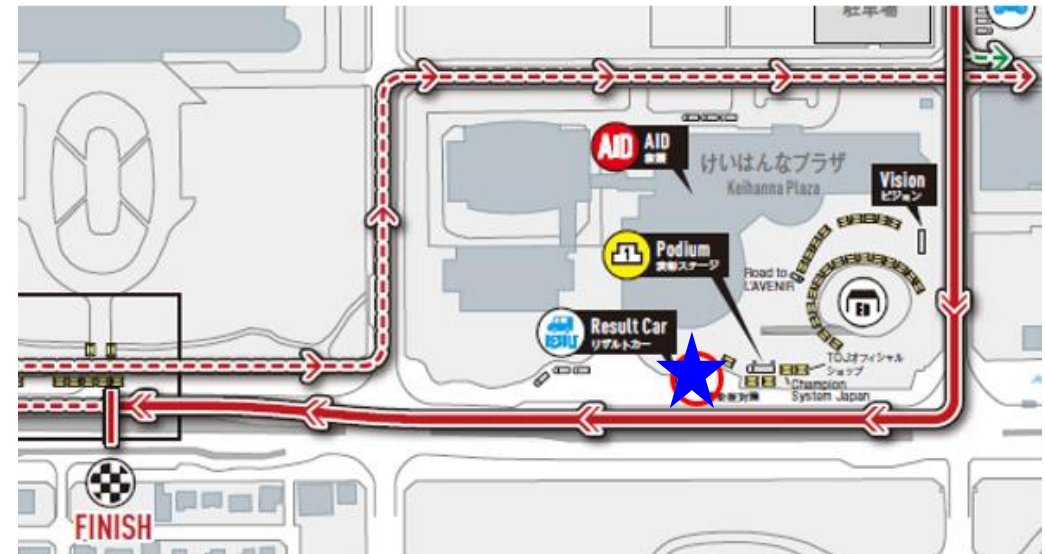 駐車場
AID
AID
けいはんなプラザ
Keihanna Plaza
Vision
ビジョン
1
Podium
表彰ステージ
Road to
L'AVENIR
Result Car
リザルトカー
TOJオフィシャル
ショップ
Champion
System Japan
FINISH